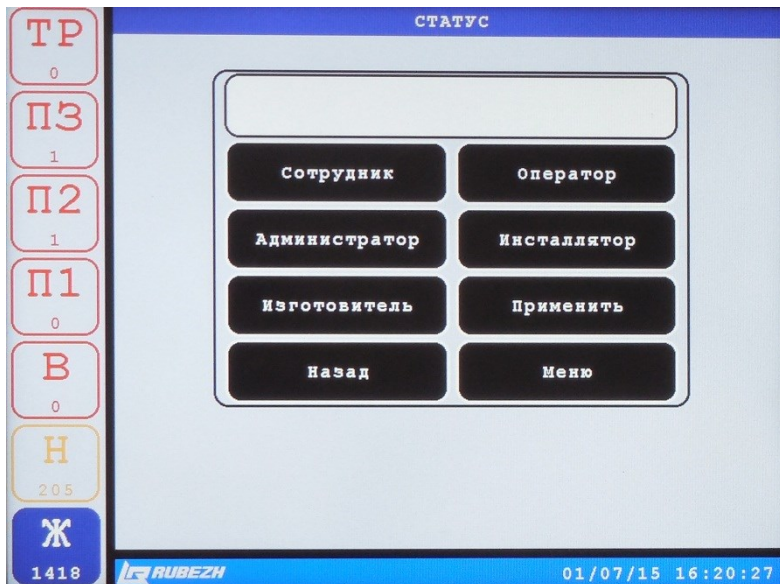 СТАТУС
ТР
0
ПЗ
1
П2
1
П1
0
В
0
Н
205
Ж
1418
Сотрудник
Оператор
Администратор
Инсталлятор
Изготовитель
Применить
Назад
Меню
RUBEZH
01/07/15 16:20:27